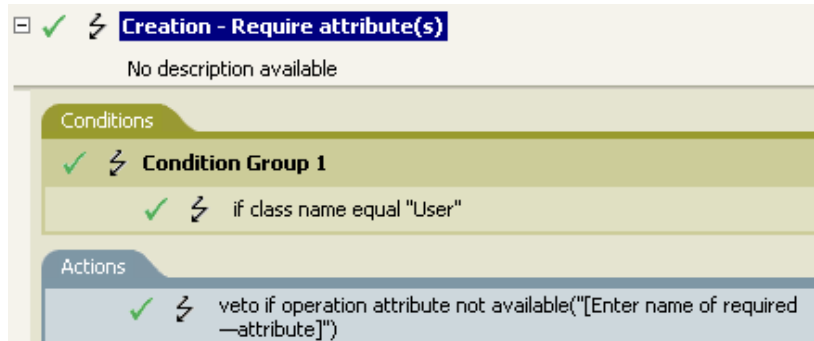 Creation - Require attribute(s)
No description available
Conditions
Condition Group 1
if class name equal "User"
Actions
veto if operation attribute not available("[Enter name of required
—attribute]")